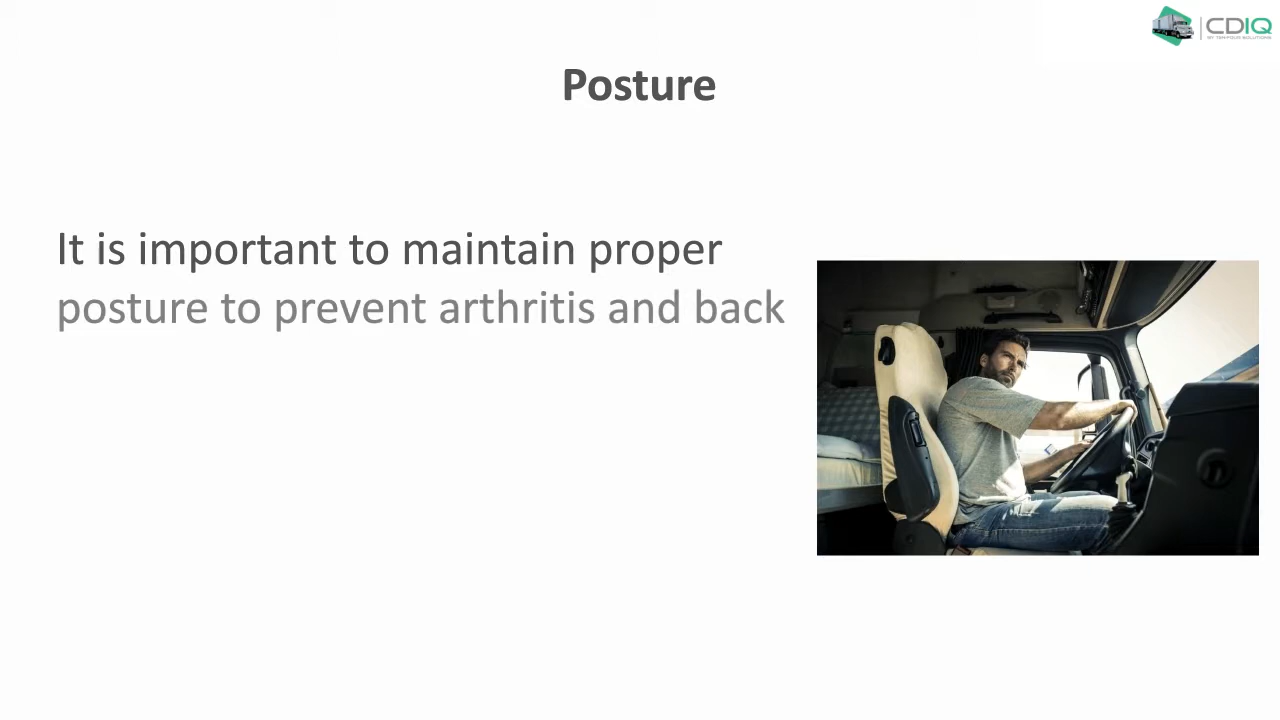 CDIQ
Posture
It is important to maintain proper
posture to prevent arthritis and back